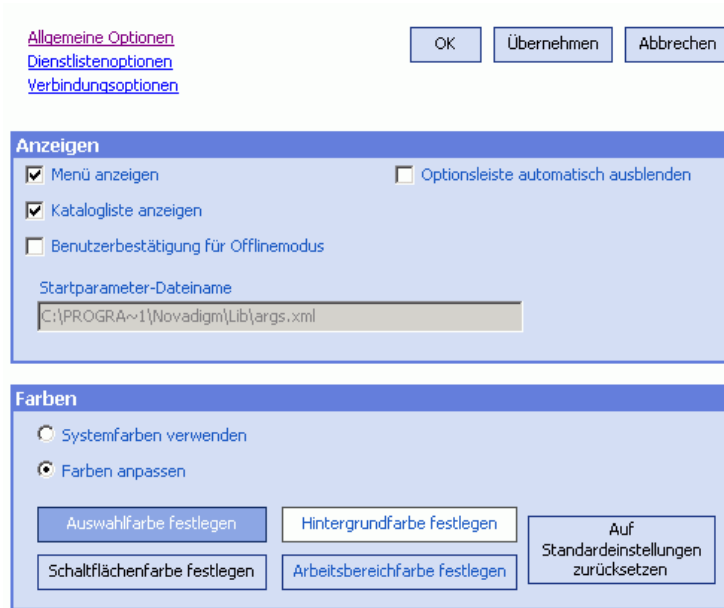 Allgemeine Optionen
Dienstlistenoptionen
Verbindungsoptionen
OK
Übernehmen
Abbrechen
Anzeigen
Menü anzeigen
Optionsleiste automatisch ausblenden
Katalogliste anzeigen
Benutzerbestätigung für Offlinemodus
Startparameter-Dateiname
C:\PROGRA~1\Novadigm\Lib\args.xml
Farben
Systemfarben verwenden
Farben anpassen
Auswahlfarbe festlegen
Hintergrundfarbe festlegen
Auf
Standardeinstellungen
zurücksetzen
Schaltflächenfarbe festlegen
Arbeitsbereichfarbe festlegen